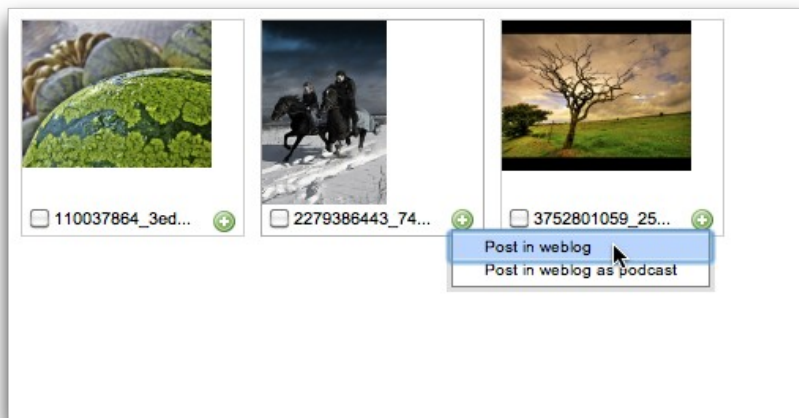 110037864_3ed...
2279386443_74...
3752801059_25...
Post in weblog
Post in weblog as podcast